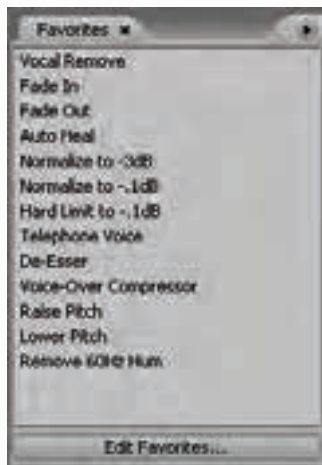 Favorites ×
Vocal Remove
Fade In
Fade Out
Auto Heal
Normalize to -3dB
Normalize to -.1dB
Hard Limit to -.1dB
Telephone Voice
De-Esser
Voice-Over Compressor
Raise Pitch
Lower Pitch
Remove 60Hz Hum
Edit Favorites...